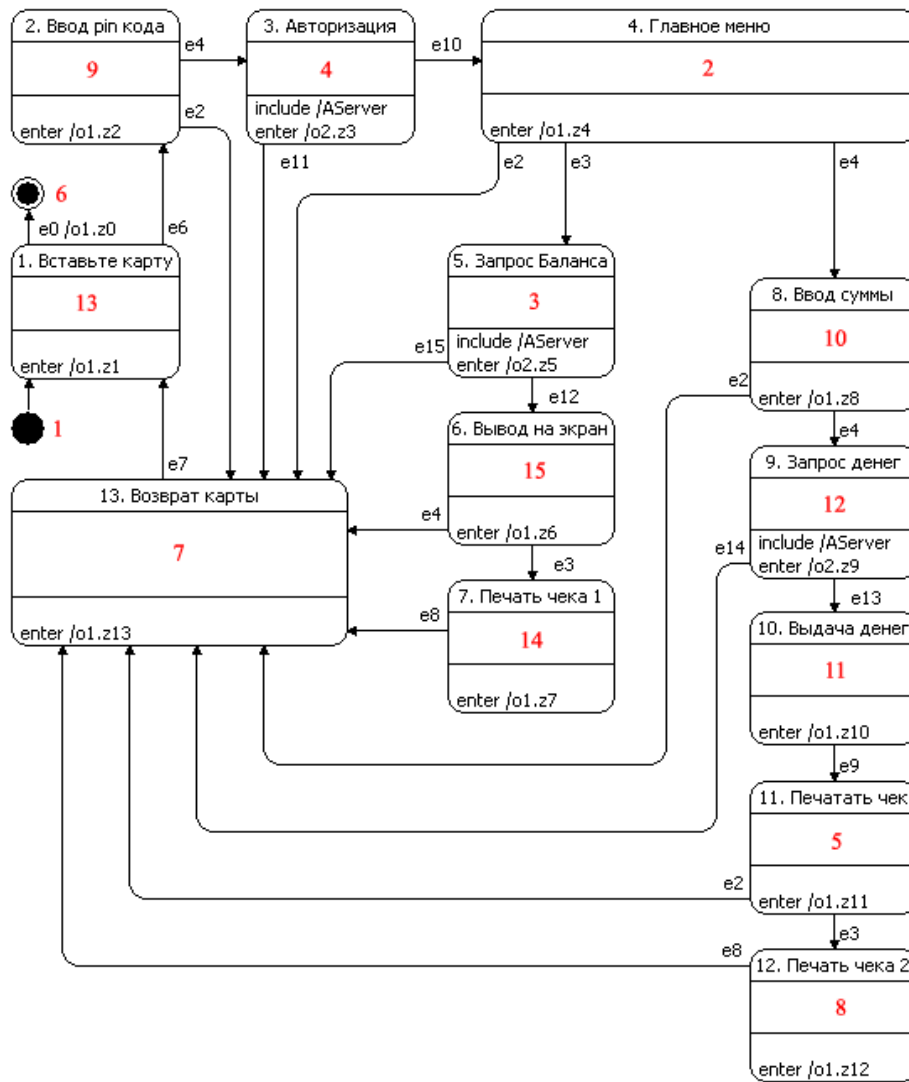 2. Ввод pin кода
9
enter /o1.z2
e4
e2
3. Авторизация
4
include /AServer
enter /o2.z3
e10
e11
4. Главное меню
2
enter /o1.z4
e2
e3
e4
6
e0 /o1.z0
e6
1. Вставьте карту
13
enter /o1.z1
1
e7
5. Запрос Баланса
3
include /AServer
enter /o2.z5
e15
e12
8. Ввод суммы
10
enter /o1.z8
e2
e4
6. Вывод на экран
15
enter /o1.z6
e4
e3
9. Запрос денег
12
include /AServer
enter /o2.z9
e14
e13
13. Возврат карты
7
enter /o1.z13
7. Печать чека 1
14
enter /o1.z7
e8
10. Выдача денег
11
enter /o1.z10
e9
11. Печатать чек
5
enter /o1.z11
e2
e3
12. Печать чека 2
8
enter /o1.z12
e8